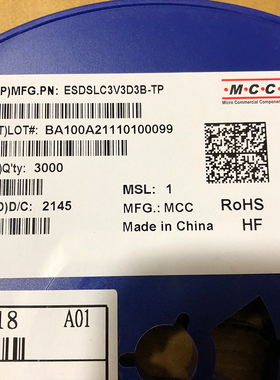 P)MFG.PN: ESDSLC3V3D3B-TP
·M·C·C·
Micro Commercial Components
T)LOT#: BA100A21110100099
)Q'ty: 3000
MSL: 1
D)D/C: 2145
MFG.: MCC
RoHS
Made in China
HF
18
A01